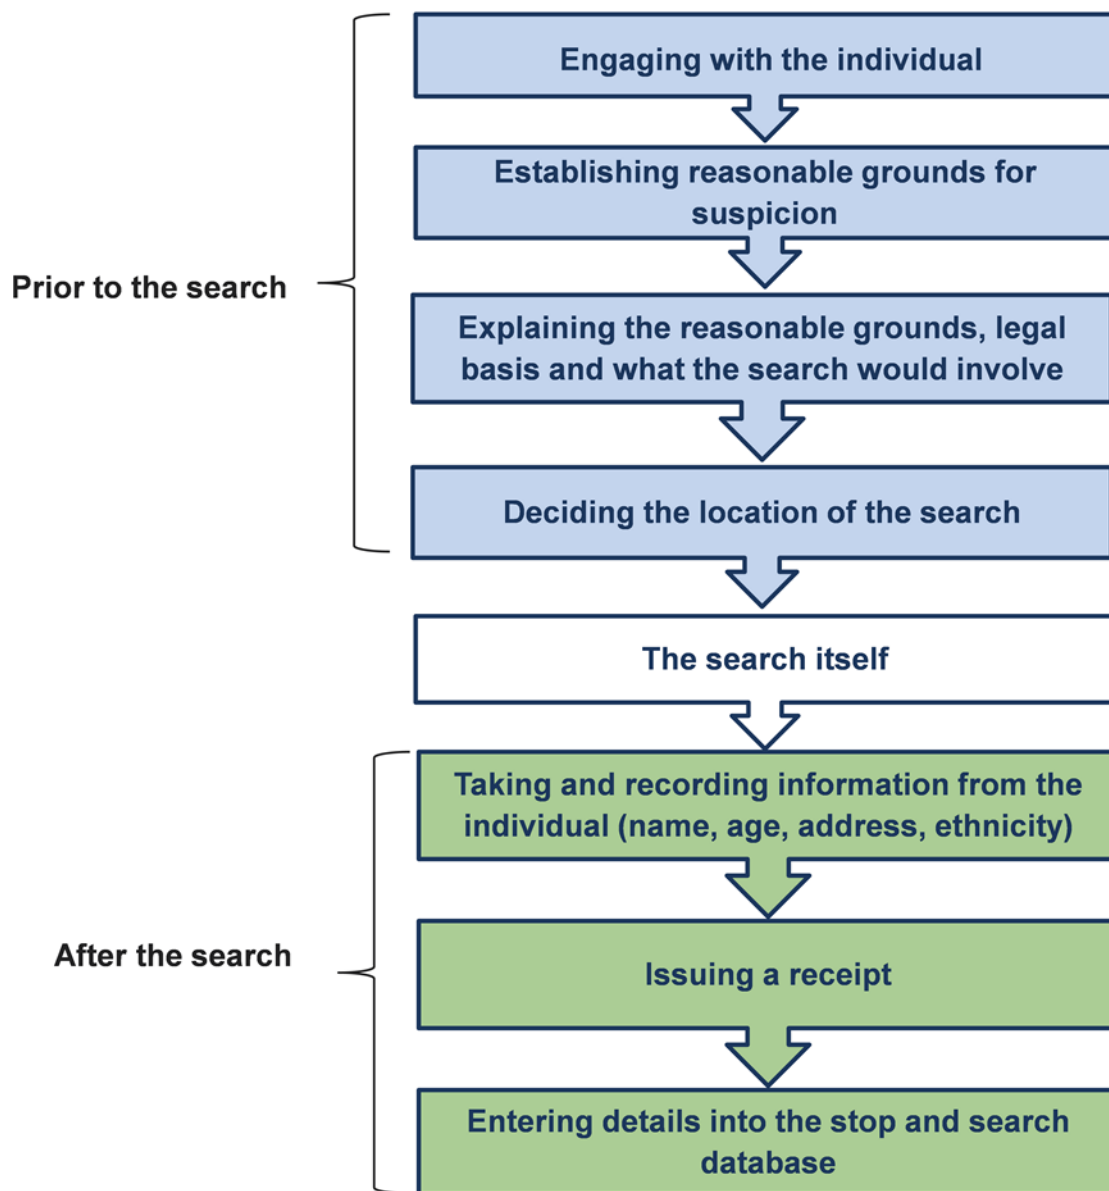 Engaging with the individual
Establishing reasonable grounds for
suspicion
Prior to the search
Explaining the reasonable grounds, legal
basis and what the search would involve
Deciding the location of the search
The search itself
Taking and recording information from the
individual (name, age, address, ethnicity)
After the search
Issuing a receipt
Entering details into the stop and search
database